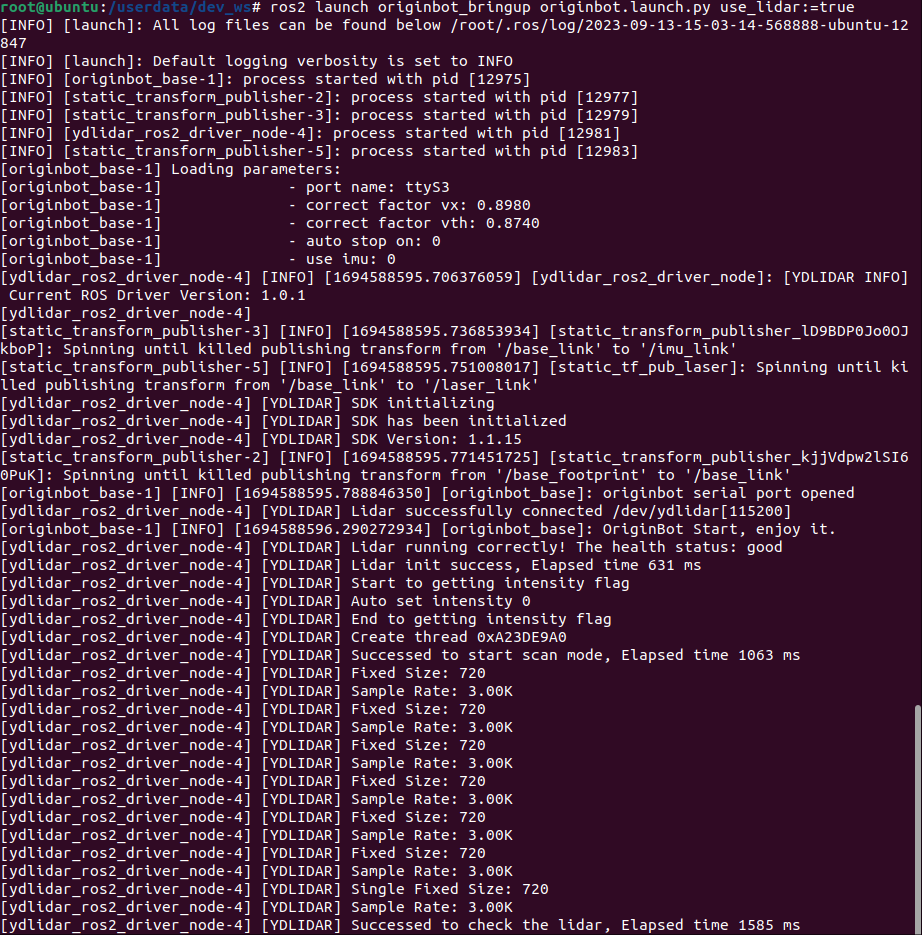 root@ubuntu:/userdata/dev_ws# ros2 launch originbot_bringup originbot.launch.py use_lidar:=true
[INFO] [launch]: All log files can be found below /root/.ros/log/2023-09-13-15-03-14-568888-ubuntu-12
847
[INFO] [launch]: Default logging verbosity is set to INFO
[INFO] [originbot_base-1]: process started with pid [12975]
[INFO] [static_transform_publisher-2]: process started with pid [12977]
[INFO] [static_transform_publisher-3]: process started with pid [12979]
[INFO] [ydlidar_ros2_driver_node-4]: process started with pid [12981]
[INFO] [static_transform_publisher-5]: process started with pid [12983]
[originbot_base-1] Loading parameters:
[originbot_base-1]              - port name: ttyS3
[originbot_base-1]              - correct factor vx: 0.8980
[originbot_base-1]              - correct factor vth: 0.8740
[originbot_base-1]              - auto stop on: 0
[originbot_base-1]              - use imu: 0
[ydlidar_ros2_driver_node-4] [INFO] [1694588595.706376059] [ydlidar_ros2_driver_node]: [YDLIDAR INFO]
 Current ROS Driver Version: 1.0.1
[ydlidar_ros2_driver_node-4]
[static_transform_publisher-3] [INFO] [1694588595.736853934] [static_transform_publisher_lD9BDP0Jo0OJ
kboP]: Spinning until killed publishing transform from '/base_link' to '/imu_link'
[static_transform_publisher-5] [INFO] [1694588595.751008017] [static_tf_pub_laser]: Spinning until ki
lled publishing transform from '/base_link' to '/laser_link'
[ydlidar_ros2_driver_node-4] [YDLIDAR] SDK initializing
[ydlidar_ros2_driver_node-4] [YDLIDAR] SDK has been initialized
[ydlidar_ros2_driver_node-4] [YDLIDAR] SDK Version: 1.1.15
[static_transform_publisher-2] [INFO] [1694588595.771451725] [static_transform_publisher_kjjVdpw2lSI6
0PuK]: Spinning until killed publishing transform from '/base_footprint' to '/base_link'
[originbot_base-1] [INFO] [1694588595.788846350] [originbot_base]: originbot serial port opened
[ydlidar_ros2_driver_node-4] [YDLIDAR] Lidar successfully connected /dev/ydlidar[115200]
[originbot_base-1] [INFO] [1694588596.290272934] [originbot_base]: OriginBot Start, enjoy it.
[ydlidar_ros2_driver_node-4] [YDLIDAR] Lidar running correctly! The health status: good
[ydlidar_ros2_driver_node-4] [YDLIDAR] Lidar init success, Elapsed time 631 ms
[ydlidar_ros2_driver_node-4] [YDLIDAR] Start to getting intensity flag
[ydlidar_ros2_driver_node-4] [YDLIDAR] Auto set intensity 0
[ydlidar_ros2_driver_node-4] [YDLIDAR] End to getting intensity flag
[ydlidar_ros2_driver_node-4] [YDLIDAR] Create thread 0xA23DE9A0
[ydlidar_ros2_driver_node-4] [YDLIDAR] Successed to start scan mode, Elapsed time 1063 ms
[ydlidar_ros2_driver_node-4] [YDLIDAR] Fixed Size: 720
[ydlidar_ros2_driver_node-4] [YDLIDAR] Sample Rate: 3.00K
[ydlidar_ros2_driver_node-4] [YDLIDAR] Fixed Size: 720
[ydlidar_ros2_driver_node-4] [YDLIDAR] Sample Rate: 3.00K
[ydlidar_ros2_driver_node-4] [YDLIDAR] Fixed Size: 720
[ydlidar_ros2_driver_node-4] [YDLIDAR] Sample Rate: 3.00K
[ydlidar_ros2_driver_node-4] [YDLIDAR] Fixed Size: 720
[ydlidar_ros2_driver_node-4] [YDLIDAR] Sample Rate: 3.00K
[ydlidar_ros2_driver_node-4] [YDLIDAR] Fixed Size: 720
[ydlidar_ros2_driver_node-4] [YDLIDAR] Sample Rate: 3.00K
[ydlidar_ros2_driver_node-4] [YDLIDAR] Fixed Size: 720
[ydlidar_ros2_driver_node-4] [YDLIDAR] Sample Rate: 3.00K
[ydlidar_ros2_driver_node-4] [YDLIDAR] Single Fixed Size: 720
[ydlidar_ros2_driver_node-4] [YDLIDAR] Sample Rate: 3.00K
[ydlidar_ros2_driver_node-4] [YDLIDAR] Successed to check the lidar, Elapsed time 1585 ms